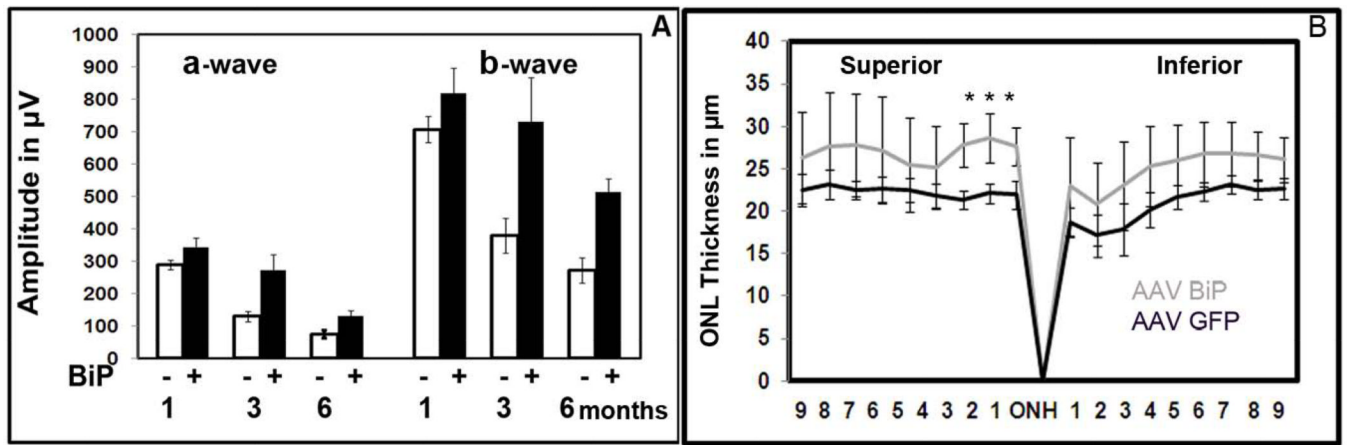 A
1000
900
800
700
600
500
400
300
200
100
0
Amplitude in µV
a-wave
b-wave
BiP - + - + - + - + - + - +
1 3 6 1 3 6 months
B
40
35
30
25
20
15
10
5
0
ONL Thickness in µm
Superior
Inferior
* * *
AAV BiP
AAV GFP
9 8 7 6 5 4 3 2 1 ONH 1 2 3 4 5 6 7 8 9